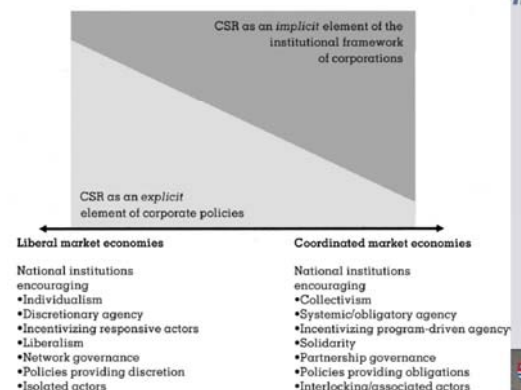 CSR as an implicit element of the
institutional framework
of corporations
CSR as an explicit
element of corporate policies
Liberal market economies
National institutions
encouraging
•Individualism
•Discretionary agency
•Incentivizing responsive actors
•Liberalism
•Network governance
•Policies providing discretion
•Isolated actors
Coordinated market economies
National institutions
encouraging
•Collectivism
•Systemic/obligatory agency
•Incentivizing program-driven agency
•Solidarity
•Partnership governance
•Policies providing obligations
•Interlocking/associated actors